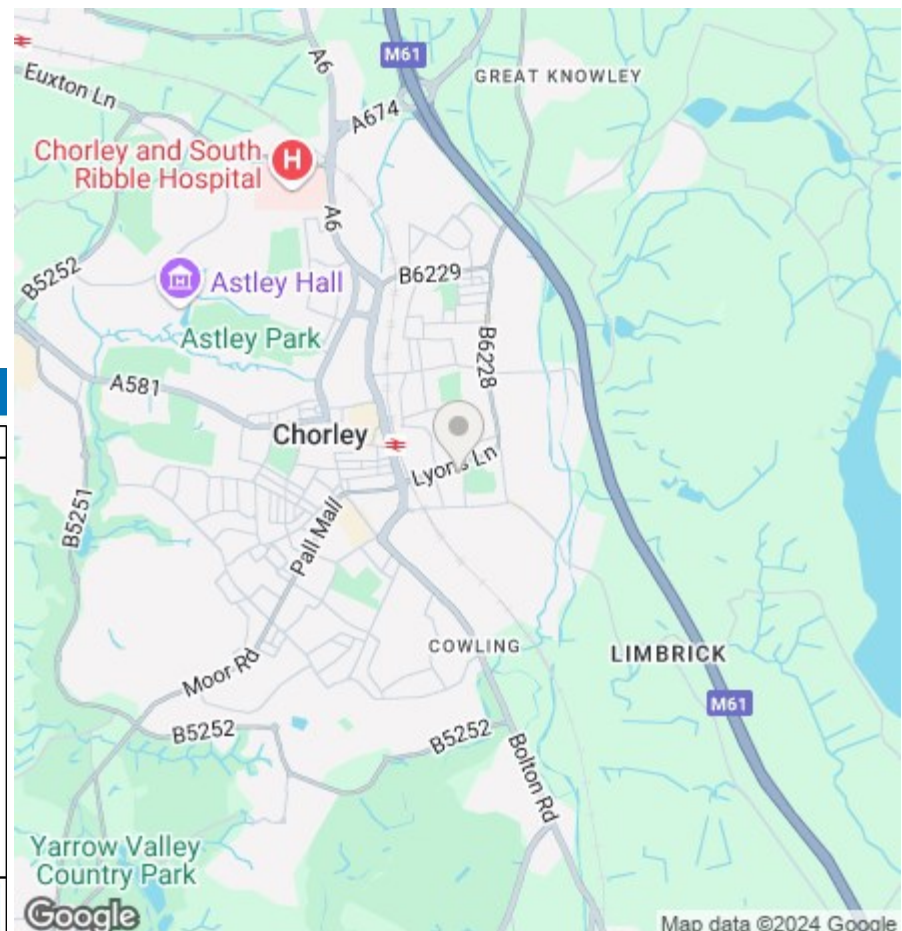 M61
GREAT KNOWLEY
A6
Euxton Ln
A674
Chorley and South
Ribble Hospital
H
A6
B6229
B5252
Astley Hall
Astley Park
B6228
A581
Chorley
Lyons Ln
B5251
Pall Mall
COWLING
LIMBRICK
Moor Rd
M61
B5252
B5252
Bolton Rd
Yarrow Valley
Country Park
Google
Map data ©2024 Google